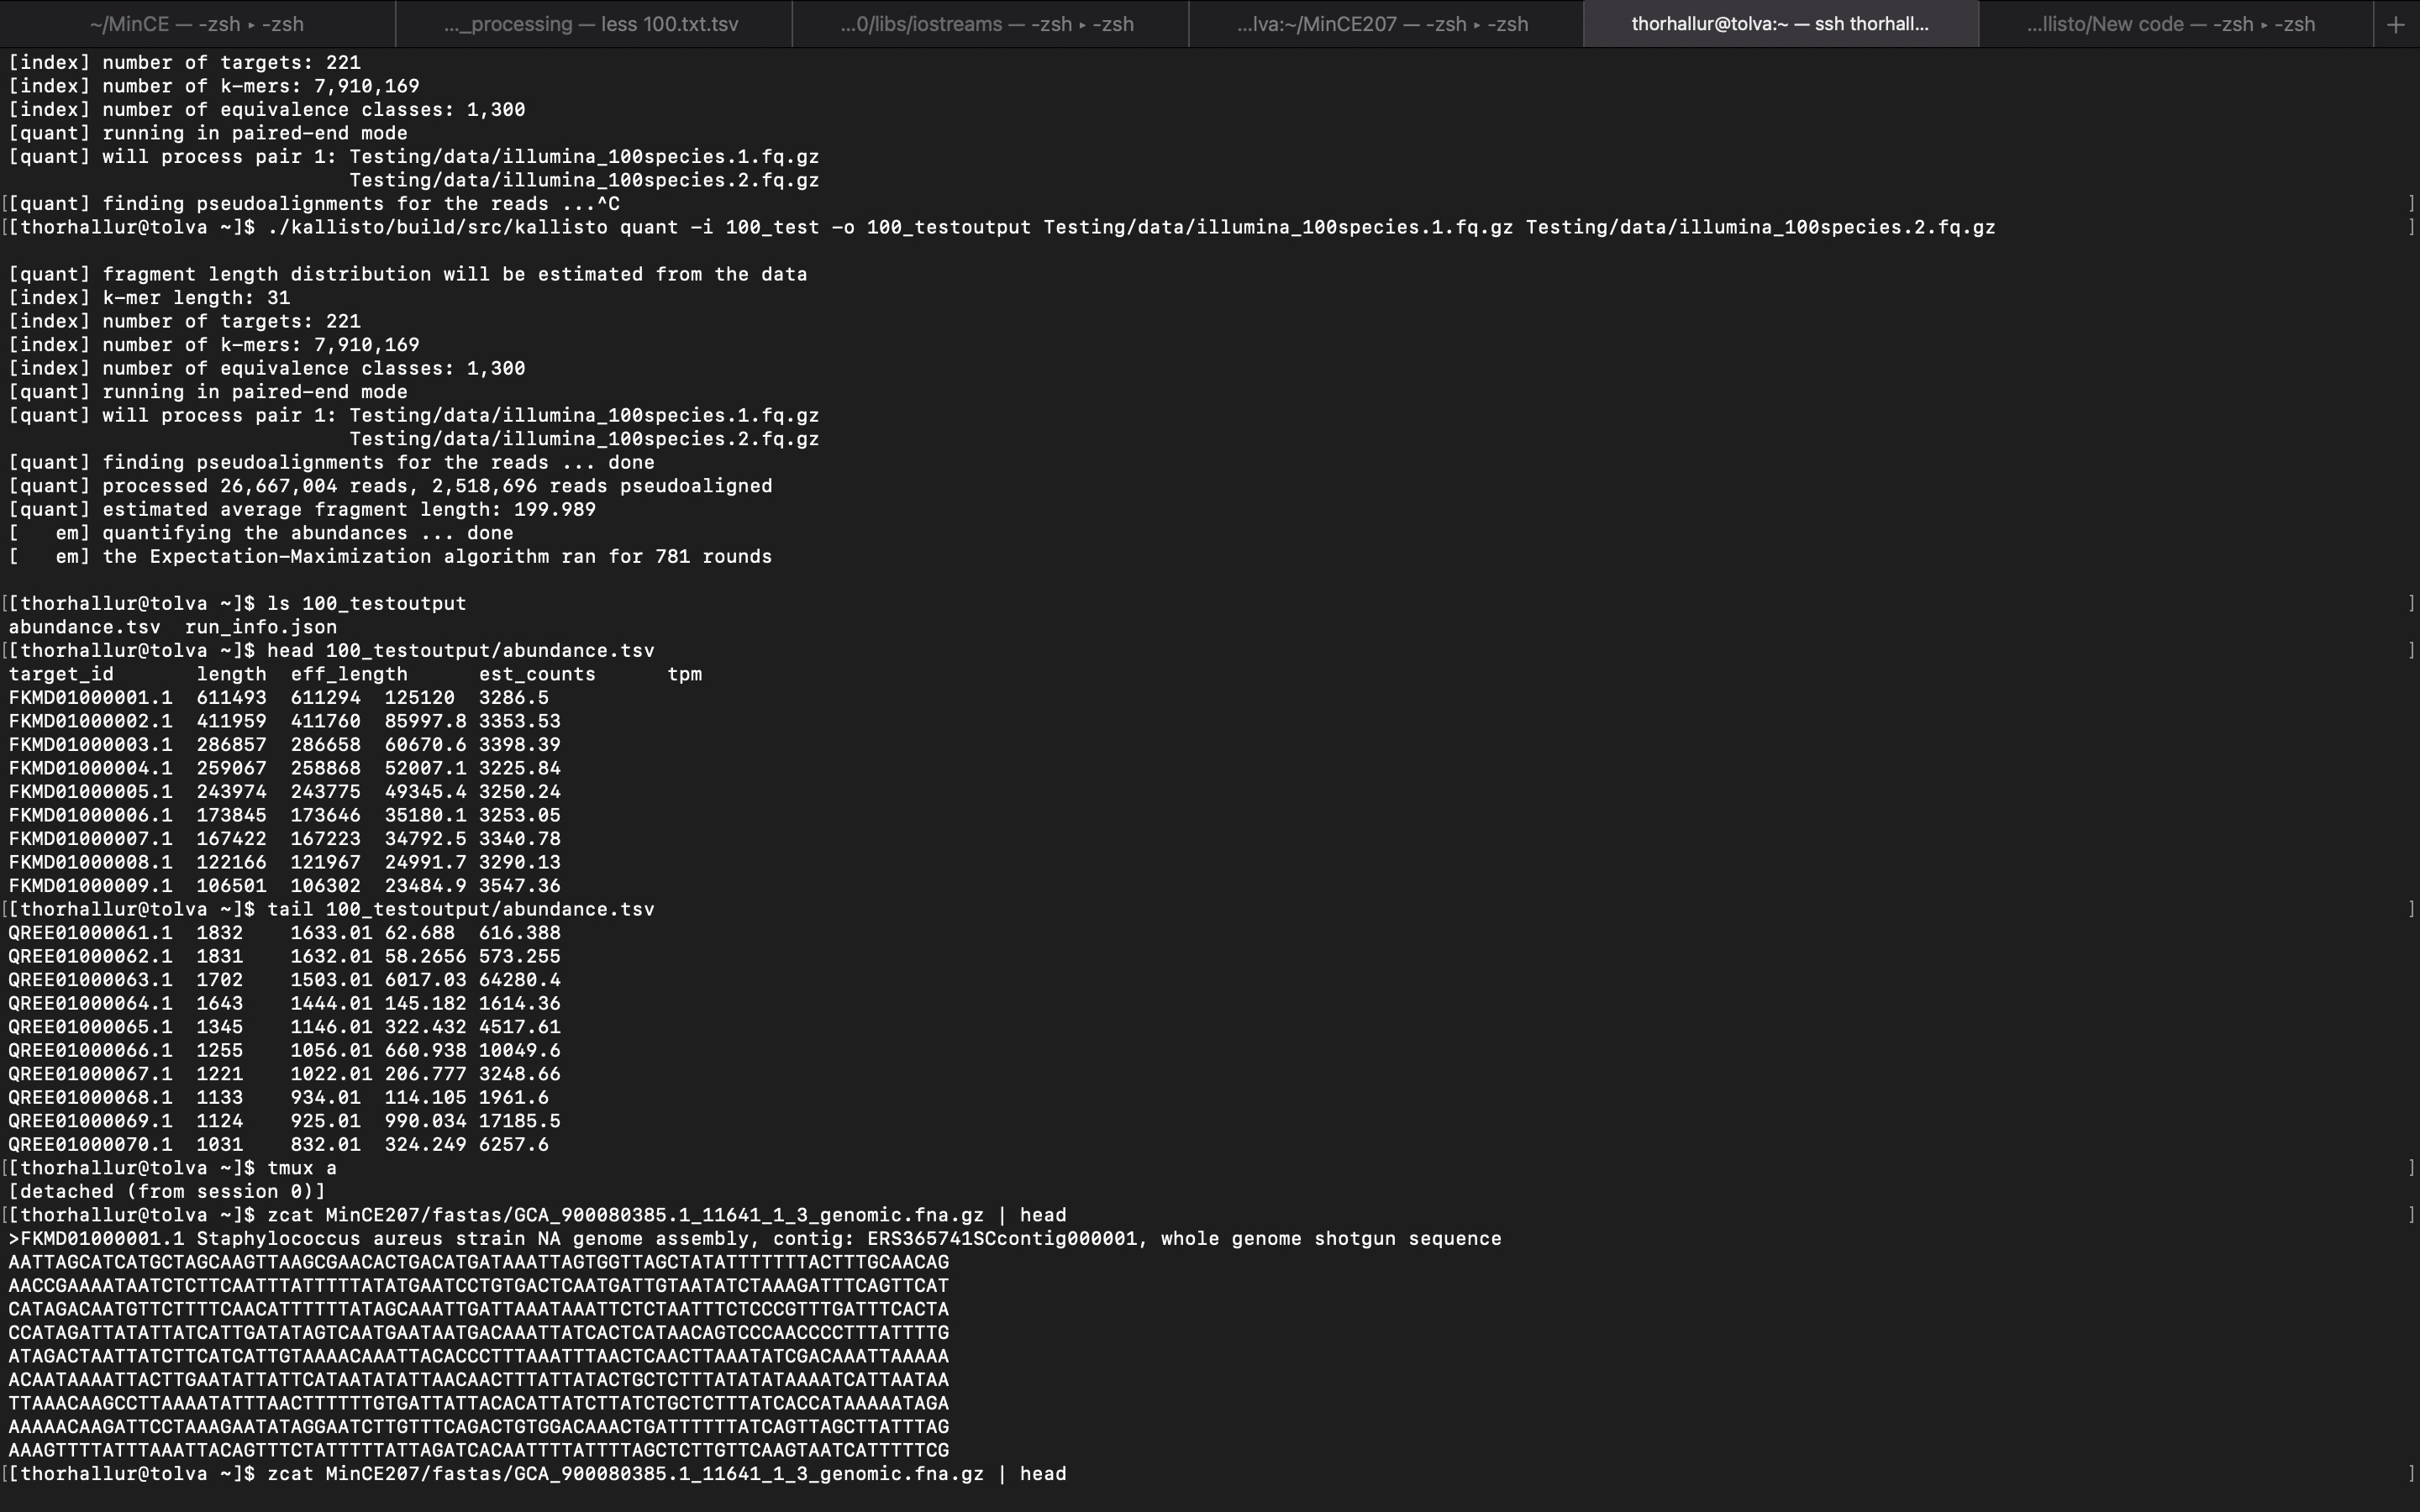 ~/MinCE — -zsh ▸ -zsh
..._processing — less 100.txt.tsv
...0/libs/iostreams — -zsh ▸ -zsh
...lva:~/MinCE207 — -zsh ▸ -zsh
thorhallur@tolva:~ — ssh thorhall...
...llisto/New code — -zsh ▸ -zsh
+
[index] number of targets: 221
[index] number of k-mers: 7,910,169
[index] number of equivalence classes: 1,300
[quant] running in paired-end mode
[quant] will process pair 1: Testing/data/illumina_100species.1.fq.gz
                             Testing/data/illumina_100species.2.fq.gz
[[quant] finding pseudoalignments for the reads ...^C ]
[[thorhallur@tolva ~]$ ./kallisto/build/src/kallisto quant -i 100_test -o 100_testoutput Testing/data/illumina_100species.1.fq.gz Testing/data/illumina_100species.2.fq.gz ]
[quant] fragment length distribution will be estimated from the data
[index] k-mer length: 31
[index] number of targets: 221
[index] number of k-mers: 7,910,169
[index] number of equivalence classes: 1,300
[quant] running in paired-end mode
[quant] will process pair 1: Testing/data/illumina_100species.1.fq.gz
                             Testing/data/illumina_100species.2.fq.gz
[quant] finding pseudoalignments for the reads ... done
[quant] processed 26,667,004 reads, 2,518,696 reads pseudoaligned
[quant] estimated average fragment length: 199.989
[   em] quantifying the abundances ... done
[   em] the Expectation-Maximization algorithm ran for 781 rounds
[[thorhallur@tolva ~]$ ls 100_testoutput ]
abundance.tsv  run_info.json
[[thorhallur@tolva ~]$ head 100_testoutput/abundance.tsv ]
target_id       length  eff_length      est_counts      tpm
FKMD01000001.1  611493  611294  125120  3286.5
FKMD01000002.1  411959  411760  85997.8 3353.53
FKMD01000003.1  286857  286658  60670.6 3398.39
FKMD01000004.1  259067  258868  52007.1 3225.84
FKMD01000005.1  243974  243775  49345.4 3250.24
FKMD01000006.1  173845  173646  35180.1 3253.05
FKMD01000007.1  167422  167223  34792.5 3340.78
FKMD01000008.1  122166  121967  24991.7 3290.13
FKMD01000009.1  106501  106302  23484.9 3547.36
[[thorhallur@tolva ~]$ tail 100_testoutput/abundance.tsv ]
QREE01000061.1  1832    1633.01 62.688  616.388
QREE01000062.1  1831    1632.01 58.2656 573.255
QREE01000063.1  1702    1503.01 6017.03 64280.4
QREE01000064.1  1643    1444.01 145.182 1614.36
QREE01000065.1  1345    1146.01 322.432 4517.61
QREE01000066.1  1255    1056.01 660.938 10049.6
QREE01000067.1  1221    1022.01 206.777 3248.66
QREE01000068.1  1133    934.01  114.105 1961.6
QREE01000069.1  1124    925.01  990.034 17185.5
QREE01000070.1  1031    832.01  324.249 6257.6
[[thorhallur@tolva ~]$ tmux a ]
[detached (from session 0)]
[[thorhallur@tolva ~]$ zcat MinCE207/fastas/GCA_900080385.1_11641_1_3_genomic.fna.gz | head ]
>FKMD01000001.1 Staphylococcus aureus strain NA genome assembly, contig: ERS365741SCcontig000001, whole genome shotgun sequence
AATTAGCATCATGCTAGCAAGTTAAGCGAACACTGACATGATAAATTAGTGGTTAGCTATATTTTTTTACTTTGCAACAG
AACCGAAAATAATCTCTTCAATTTATTTTTATATGAATCCTGTGACTCAATGATTGTAATATCTAAAGATTTCAGTTCAT
CATAGACAATGTTCTTTTCAACATTTTTTATAGCAAATTGATTAAATAAATTCTCTAATTTCTCCCGTTTGATTTCACTA
CCATAGATTATATTATCATTGATATAGTCAATGAATAATGACAAATTATCACTCATAACAGTCCCAACCCCTTTATTTTG
ATAGACTAATTATCTTCATCATTGTAAAACAAATTACACCCTTTAAATTTAACTCAACTTAAATATCGACAAATTAAAAA
ACAATAAAATTACTTGAATATTATTCATAATATATTAACAACTTTATTATACTGCTCTTTATATATAAAATCATTAATAA
TTAAACAAGCCTTAAAATATTTAACTTTTTTGTGATTATTACACATTATCTTATCTGCTCTTTATCACCATAAAAATAGA
AAAAACAAGATTCCTAAAGAATATAGGAATCTTGTTTCAGACTGTGGACAAACTGATTTTTTATCAGTTAGCTTATTTAG
AAAGTTTTATTTAAATTACAGTTTCTATTTTTATTAGATCACAATTTTATTTTAGCTCTTGTTCAAGTAATCATTTTTCG
[[thorhallur@tolva ~]$ zcat MinCE207/fastas/GCA_900080385.1_11641_1_3_genomic.fna.gz | head ]